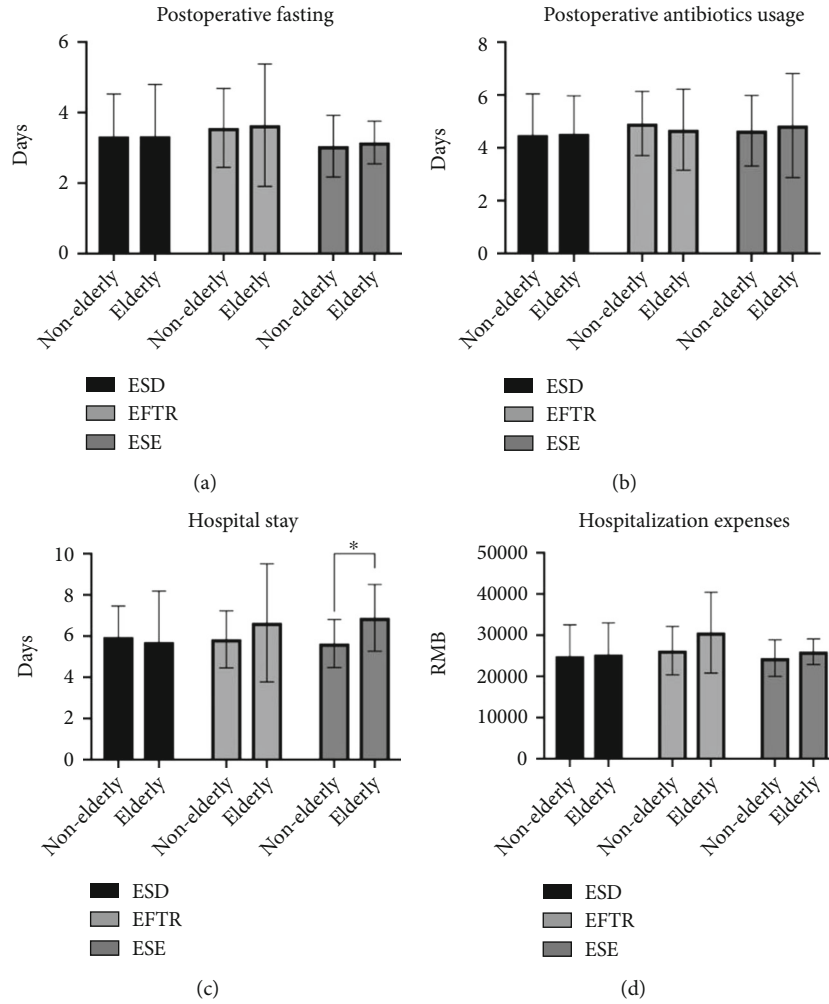 Postoperative fasting
6
4
2
0
Days
Non-elderly
Elderly
Non-elderly
Elderly
Non-elderly
Elderly
ESD
EFTR
ESE
(a)
Postoperative antibiotics usage
8
6
4
2
0
Days
Non-elderly
Elderly
Non-elderly
Elderly
Non-elderly
Elderly
ESD
EFTR
ESE
(b)
Hospital stay
10
8
6
4
2
0
Days
*
Non-elderly
Elderly
Non-elderly
Elderly
Non-elderly
Elderly
ESD
EFTR
ESE
(c)
Hospitalization expenses
50000
40000
30000
20000
10000
0
RMB
Non-elderly
Elderly
Non-elderly
Elderly
Non-elderly
Elderly
ESD
EFTR
ESE
(d)